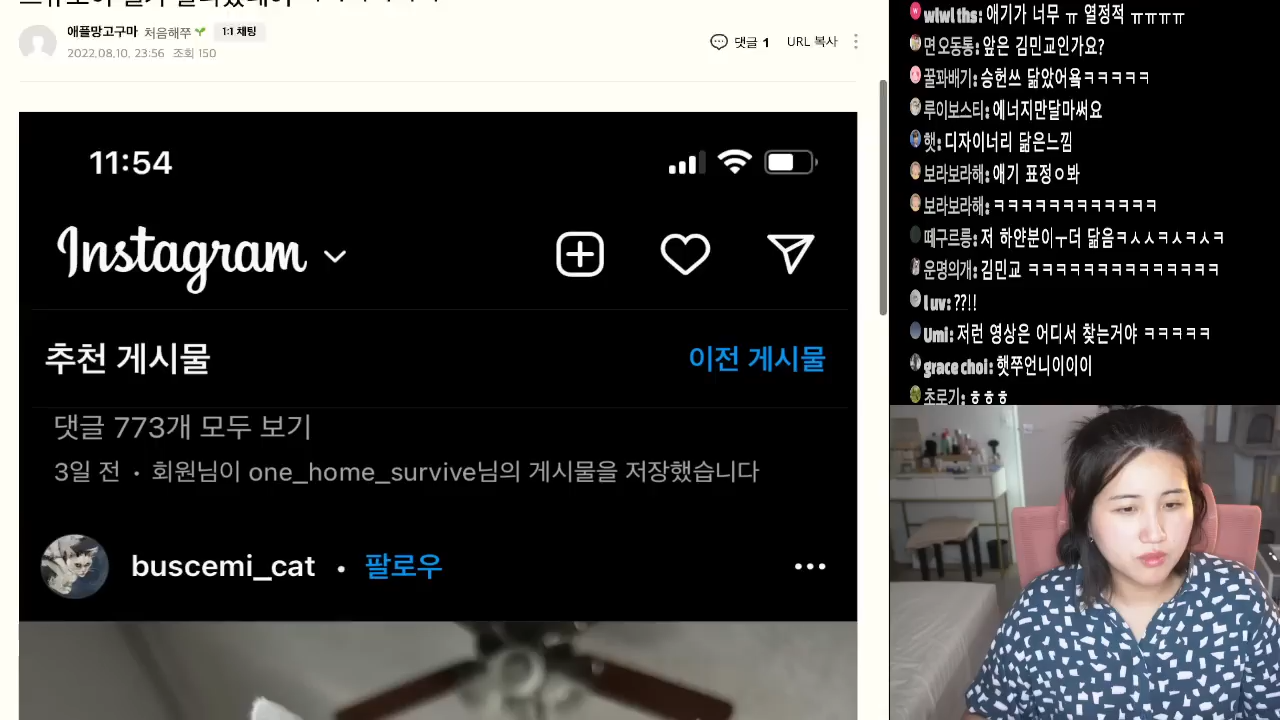 애플망고구마 처음해쭈 1:1 채팅
2022.08.10. 23:56 조회 150
댓글 1 URL 복사
11:54
Instagram
추천 게시물 이전 게시물
댓글 773개 모두 보기
3일 전 · 회원님이 one_home_survive님의 게시물을 저장했습니다
buscemi_cat · 팔로우
wlwl ths: 애기가 너무 ㅠ 열정적 ㅠㅠㅠㅠ
면오동통: 앞은 김민교인가요?
꿀꽈배기: 승헌쓰 닮았어욬ㅋㅋㅋㅋㅋ
루이보스티: 에너지만달마써요
햇: 디자이너리 닮은느낌
보라보라해: 애기 표정ㅇ봐
보라보라해: ㅋㅋㅋㅋㅋㅋㅋㅋㅋㅋㅋㅋ
떼구르릉: 저 하얀분이ㅜ더 닮음ㅋㅅㅅㅋㅅㅋㅅㅋ
운명의개: 김민교 ㅋㅋㅋㅋㅋㅋㅋㅋㅋㅋㅋㅋㅋㅋ
l uv: ??!!
Umi: 저런 영상은 어디서 찾는거야 ㅋㅋㅋㅋㅋ
grace choi: 햇쭈언니이이이
초로기: ㅎㅎㅎ